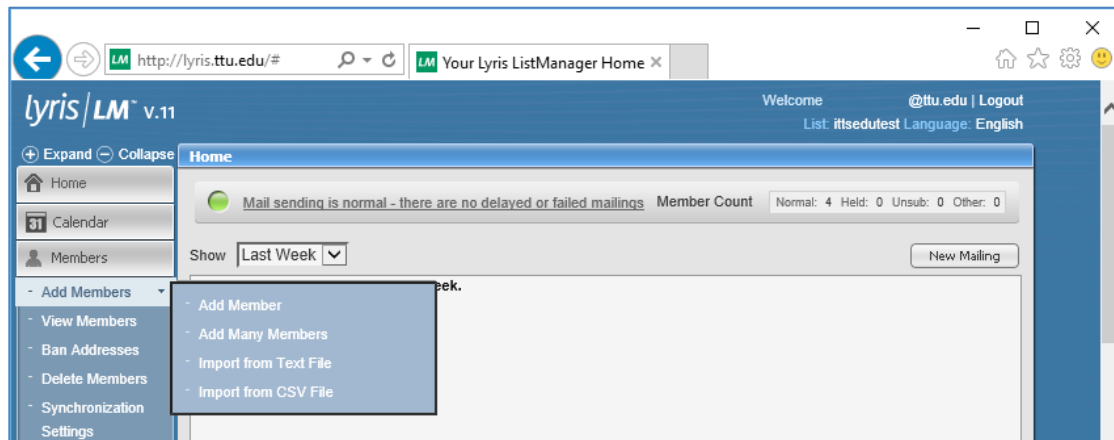 http://lyris.ttu.edu/#
LM Your Lyris ListManager Home
lyris LM™ V.11
Welcome @ttu.edu | Logout
List: ittsedutest Language: English
Expand Collapse
Home
Home
Mail sending is normal - there are no delayed or failed mailings Member Count Normal: 4 Held: 0 Unsub: 0 Other: 0
31 Calendar
Members
Show Last Week New Mailing
eek.
- Add Members
- Add Member
- View Members
- Add Many Members
- Ban Addresses
- Import from Text File
- Delete Members
- Import from CSV File
- Synchronization
Settings